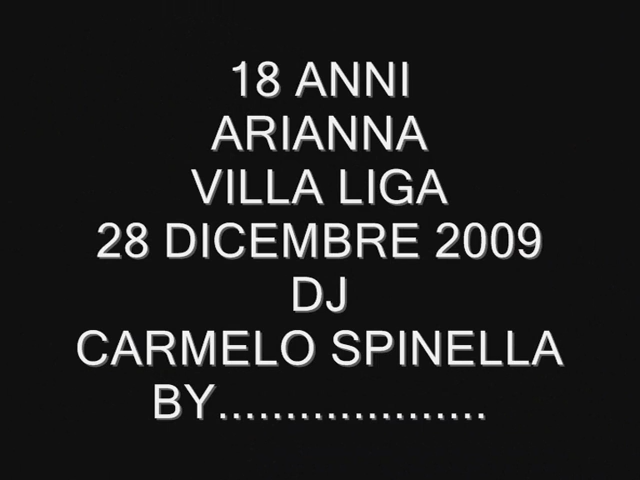 18 ANNI
ARIANNA
VILLA LIGA
28 DICEMBRE 2009
DJ
CARMELO SPINELLA
BY....................